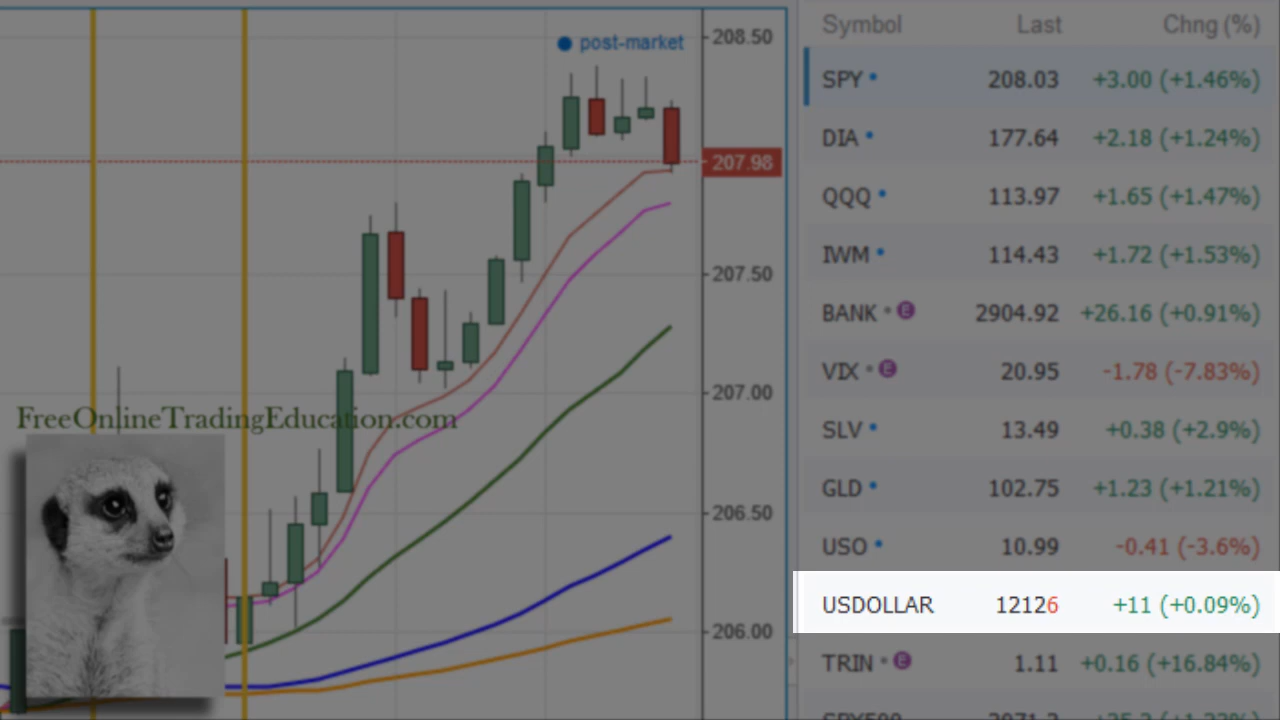 post-market
208.50
207.98
207.50
207.00
206.50
206.00
FreeOnlineTradingEducation.com
Symbol Last Chng (%)
SPY 208.03 +3.00 (+1.46%)
DIA 177.64 +2.18 (+1.24%)
QQQ 113.97 +1.65 (+1.47%)
IWM 114.43 +1.72 (+1.53%)
BANK E 2904.92 +26.16 (+0.91%)
VIX E 20.95 -1.78 (-7.83%)
SLV 13.49 +0.38 (+2.9%)
GLD 102.75 +1.23 (+1.21%)
USO 10.99 -0.41 (-3.6%)
USDOLLAR 12126 +11 (+0.09%)
TRIN E 1.11 +0.16 (+16.84%)